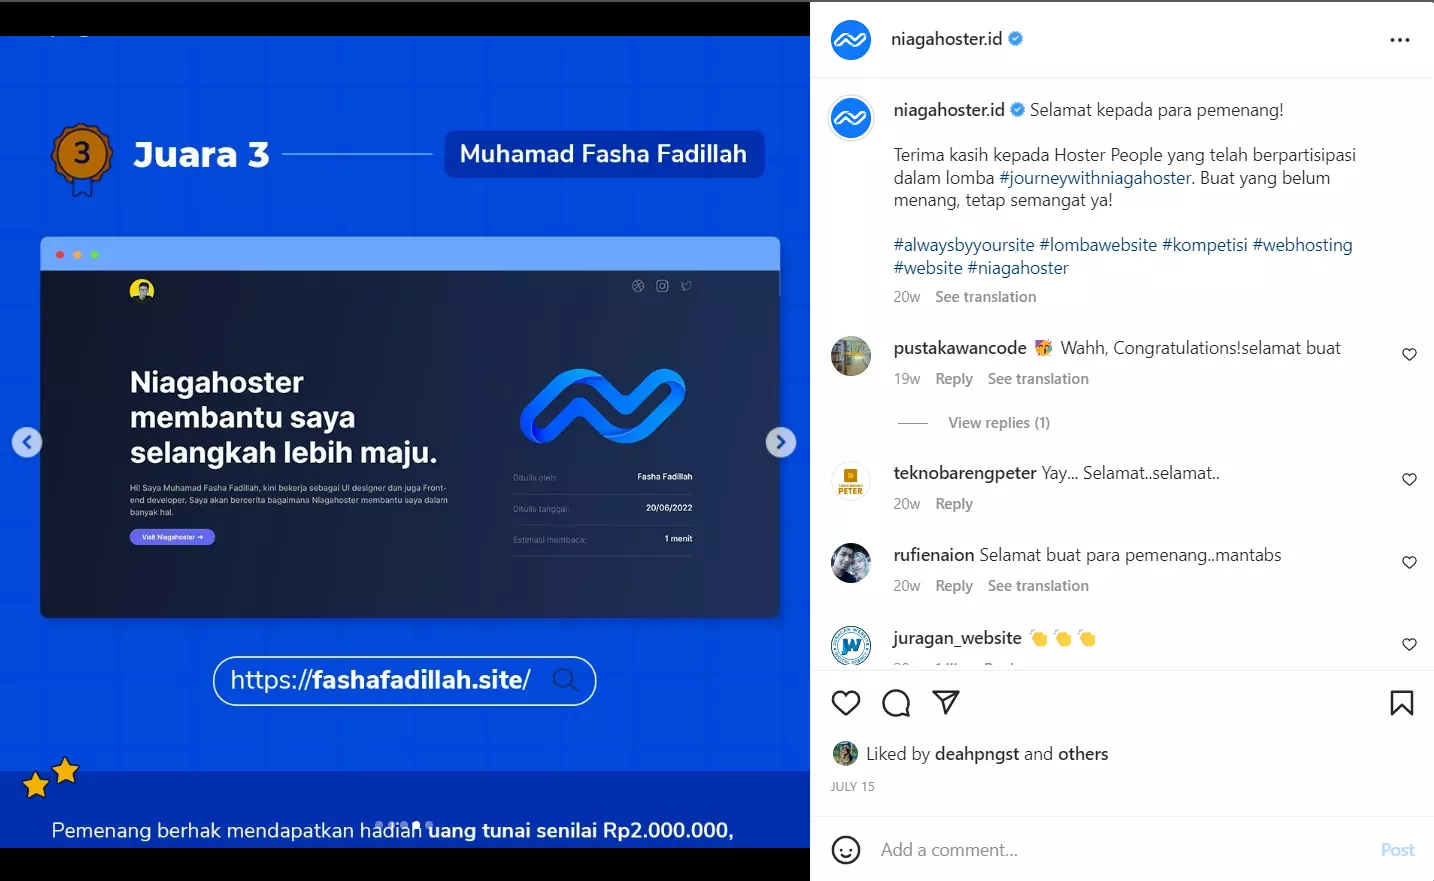 3
Juara 3
Muhamad Fasha Fadillah
Niagahoster
membantu saya
selangkah lebih maju.
Hi! Saya Muhamad Fasha Fadillah, kini bekerja sebagai UI designer dan juga Front-
end developer. Saya akan bercerita bagaimana Niagahoster membantu saya dalam
banyak hal.
Visit Niagahoster →
Ditulis oleh: Fasha Fadillah
Ditulis tanggal: 20/06/2022
Estimasi membaca: 1 menit
https://fashafadillah.site/
Pemenang berhak mendapatkan hadiah uang tunai senilai Rp2.000.000,
niagahoster.id
niagahoster.id Selamat kepada para pemenang!
Terima kasih kepada Hoster People yang telah berpartisipasi
dalam lomba #journeywithniagahoster. Buat yang belum
menang, tetap semangat ya!
#alwaysbyyoursite #lombawebsite #kompetisi #webhosting
#website #niagahoster
20w See translation
pustakawancode 🥳 Wahh, Congratulations!selamat buat
19w Reply See translation
View replies (1)
PETER
teknobarengpeter Yay... Selamat..selamat..
20w Reply
rufienaion Selamat buat para pemenang..mantabs
20w Reply See translation
JW
juragan_website 👏👏👏
Liked by deahpngst and others
JULY 15
Add a comment...
Post